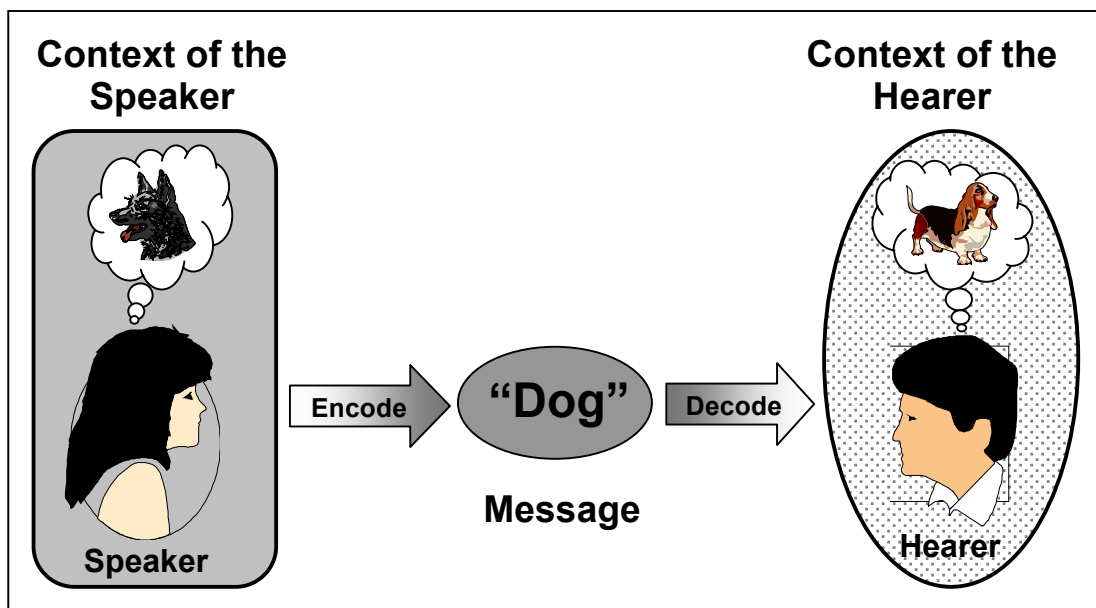 Context of the
Speaker
Context of the
Hearer
Encode
“Dog”
Decode
Message
Speaker
Hearer